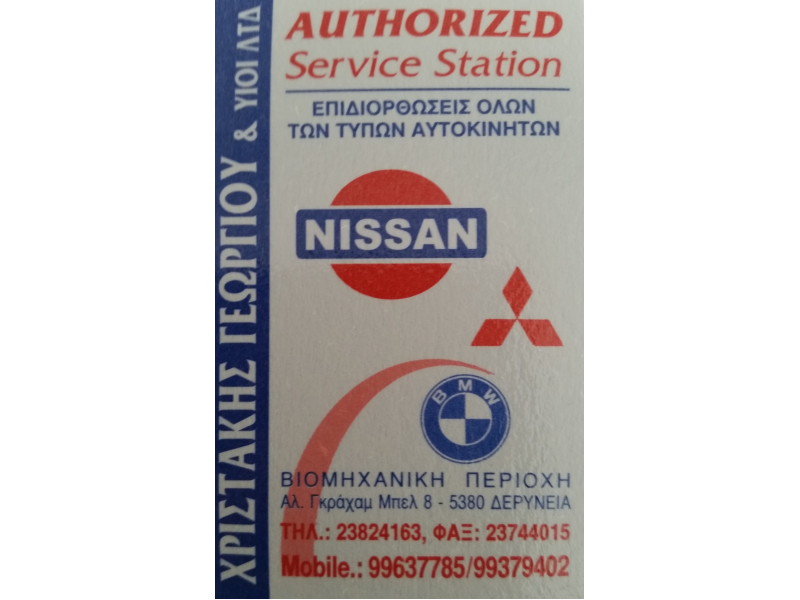 ΧΡΙΣΤΑΚΗΣ ΓΕΩΡΓΙΟΥ & ΥΙΟΙ ΛΤΔ
AUTHORIZED
Service Station
ΕΠΙΔΙΟΡΘΩΣΕΙΣ ΟΛΩΝ
ΤΩΝ ΤΥΠΩΝ ΑΥΤΟΚΙΝΗΤΩΝ
NISSAN
BMW
ΒΙΟΜΗΧΑΝΙΚΗ ΠΕΡΙΟΧΗ
Αλ. Γκράχαμ Μπελ 8 - 5380 ΔΕΡΥΝΕΙΑ
ΤΗΛ.: 23824163, ΦΑΞ: 23744015
Mobile.: 99637785/99379402